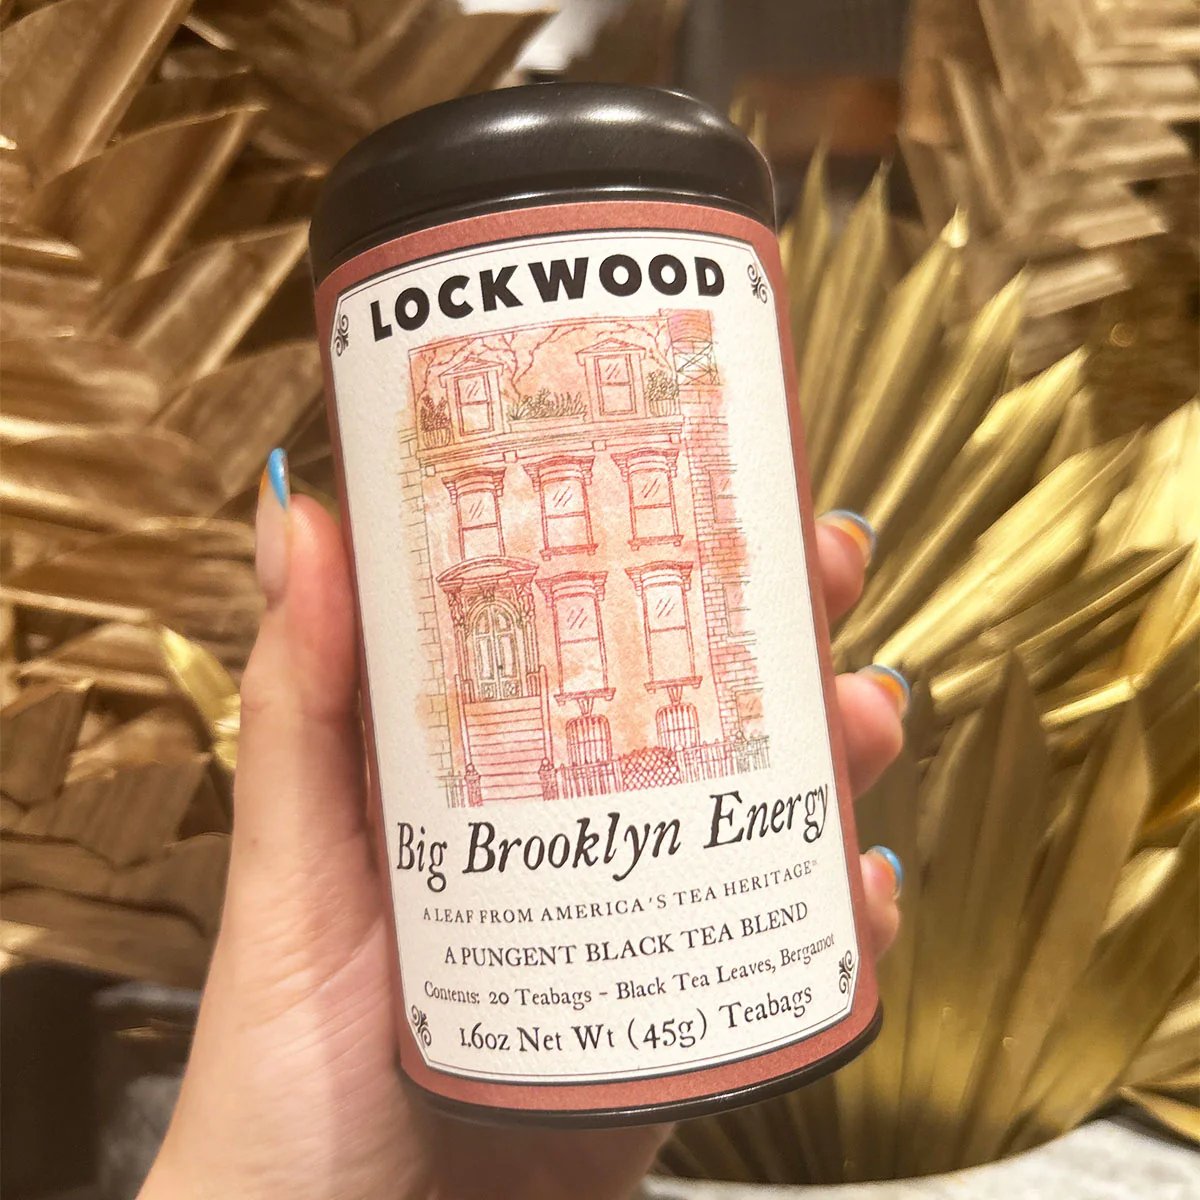 LOCKWOOD
Big Brooklyn Energy
A LEAF FROM AMERICA'S TEA HERITAGE
A PUNGENT BLACK TEA BLEND
Contents: 20 Teabags - Black Tea Leaves, Bergamot
1.6oz Net Wt (45g) Teabags